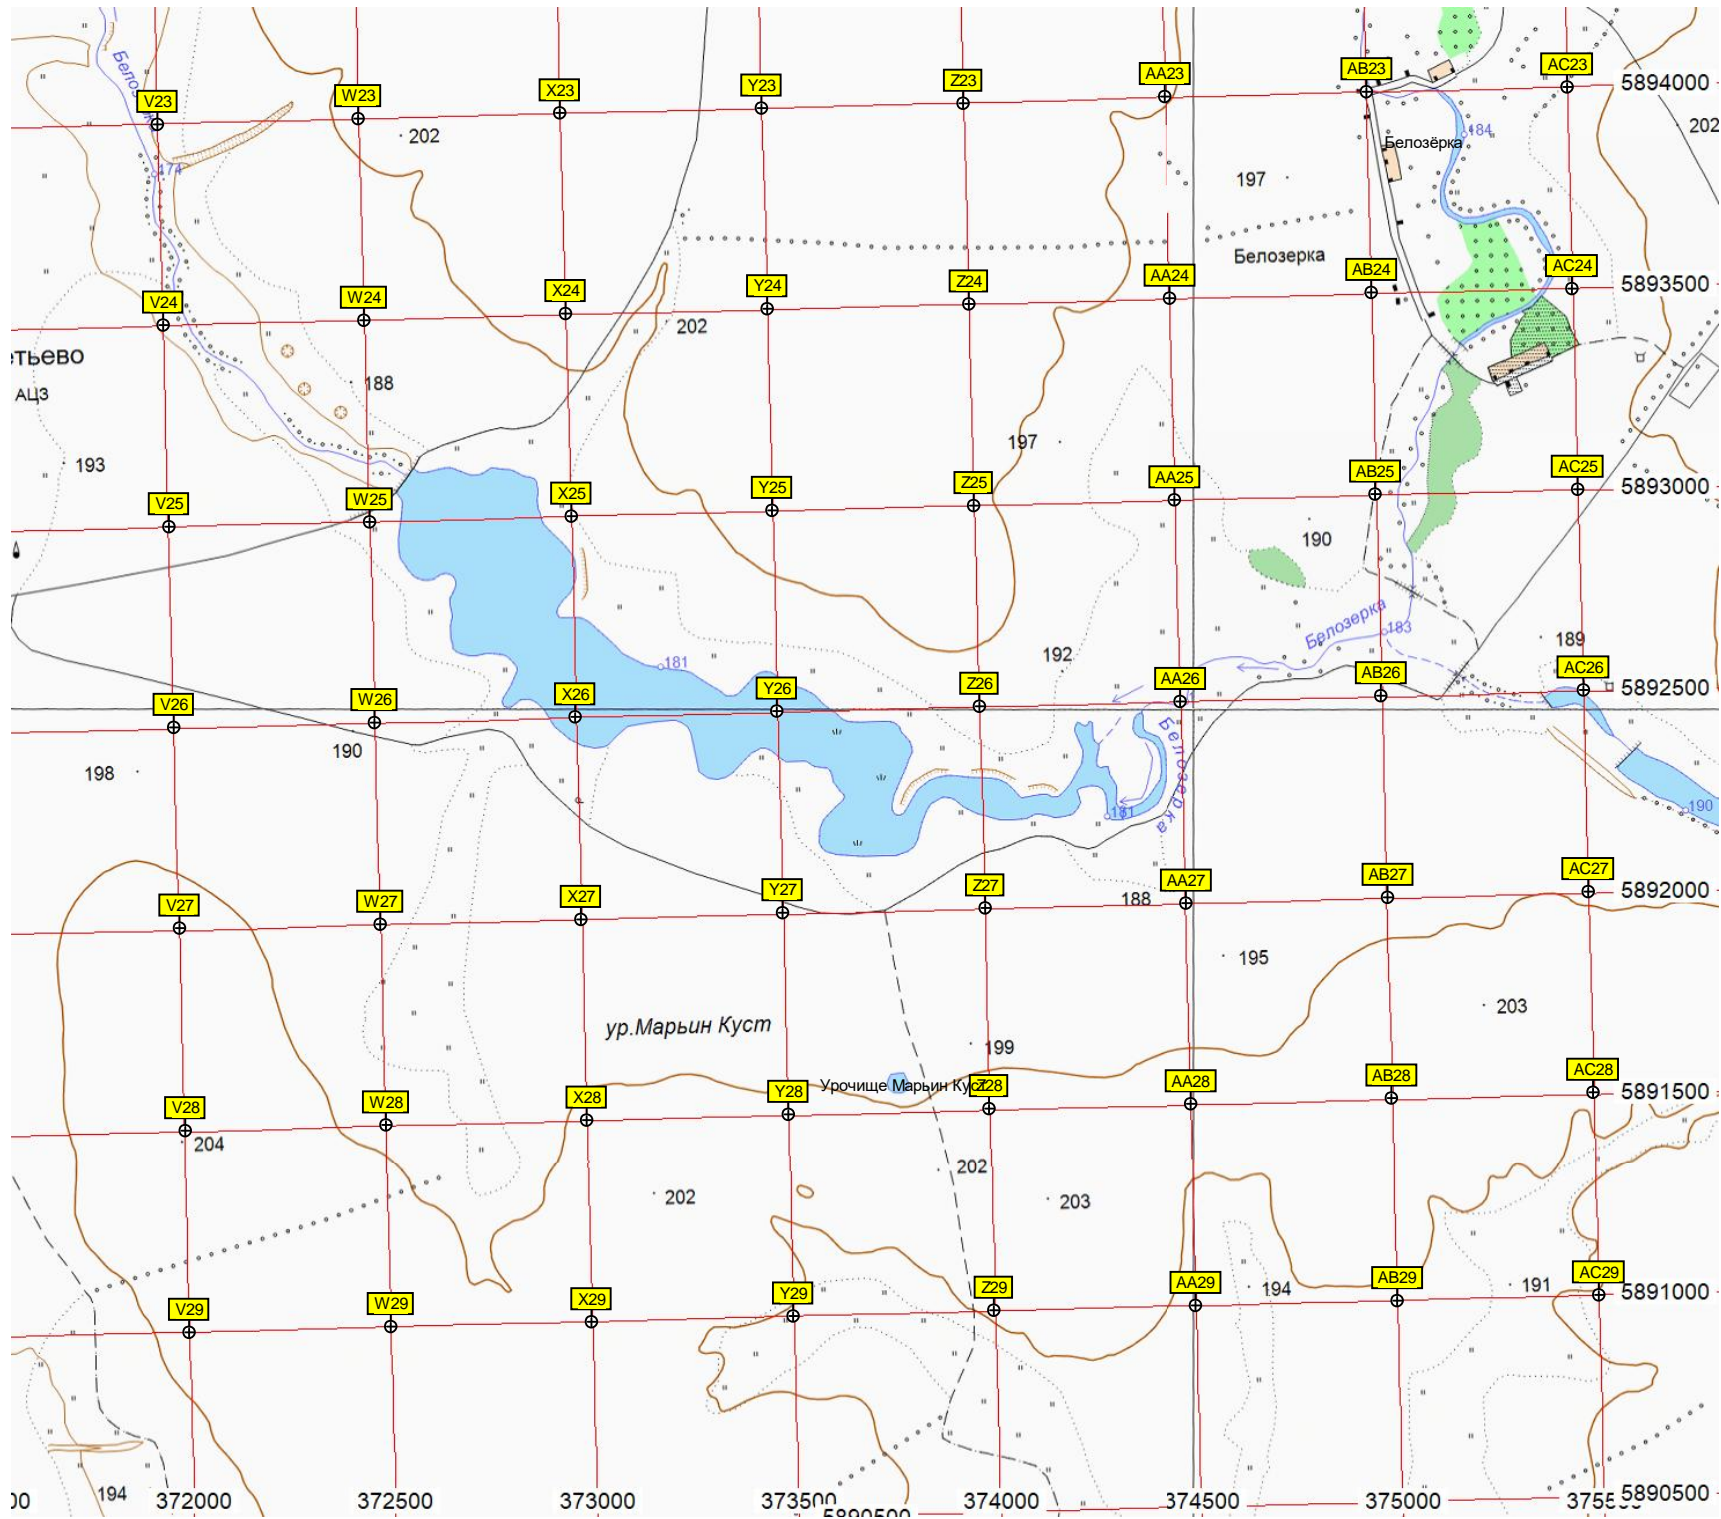 V23 W23 X23 Y23 Z23 AA23 AB23 AC23 5894000
202 174 184 202
Белозёрка
197
Белозерка
V24 W24 X24 Y24 Z24 AA24 AB24 AC24 5893500
202
АЦЗ 188
193 197
V25 W25 X25 Y25 Z25 AA25 AB25 AC25 5893000
190
Белозерка 183 189
181 192
V26 W26 X26 Y26 Z26 AA26 AB26 AC26 5892500
Белозерка
198 190
181 190
V27 W27 X27 Y27 Z27 AA27 AB27 AC27 5892000
188
195
203
ур.Марьин Куст
199
Урочище Марьин Куст
V28 W28 X28 Y28 Z28 AA28 AB28 AC28 5891500
204
202 202 203
V29 W29 X29 Y29 Z29 AA29 AB29 AC29 5891000
194 191
194
372000 372500 373000 373500 374000 374500 375000 5890500